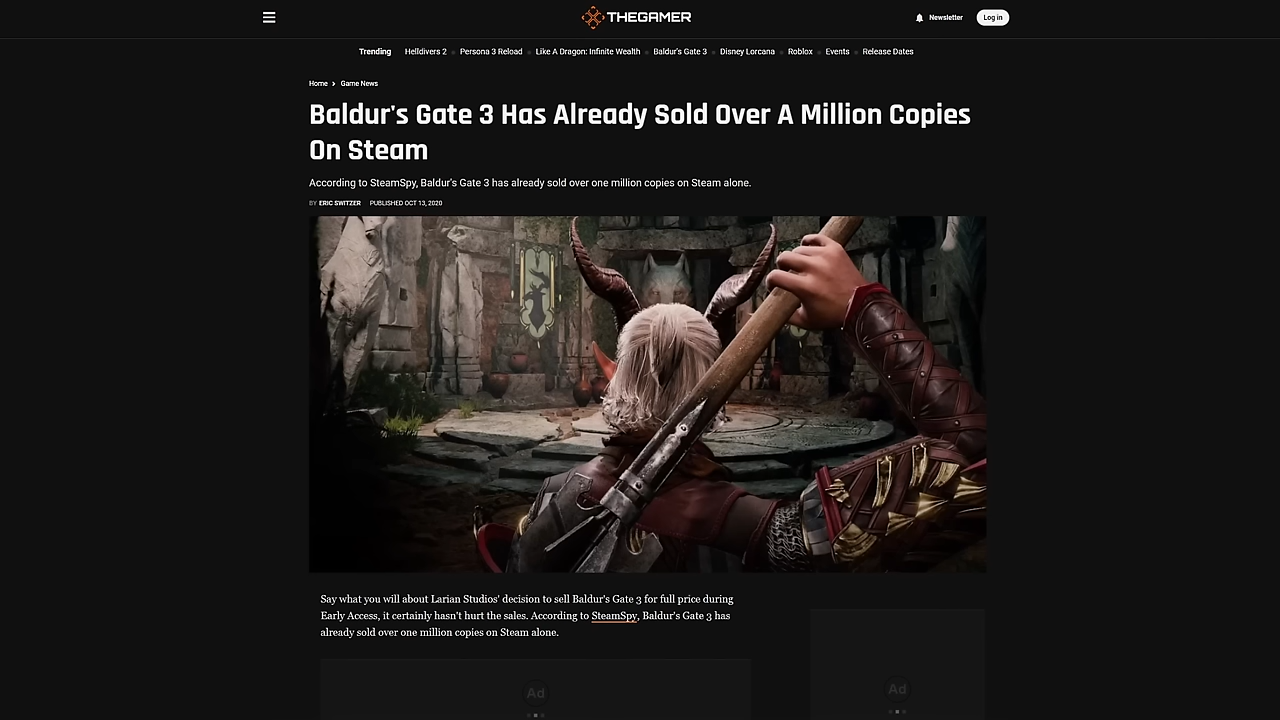 THEGAMER
Newsletter
Log in
Trending Helldivers 2 Persona 3 Reload Like A Dragon: Infinite Wealth Baldur's Gate 3 Disney Lorcana Roblox Events Release Dates
Home Game News
Baldur's Gate 3 Has Already Sold Over A Million Copies
On Steam
According to SteamSpy, Baldur's Gate 3 has already sold over one million copies on Steam alone.
BY ERIC SWITZER PUBLISHED OCT 13, 2020
Say what you will about Larian Studios' decision to sell Baldur's Gate 3 for full price during
Early Access, it certainly hasn't hurt the sales. According to SteamSpy, Baldur's Gate 3 has
already sold over one million copies on Steam alone.
Ad
Ad